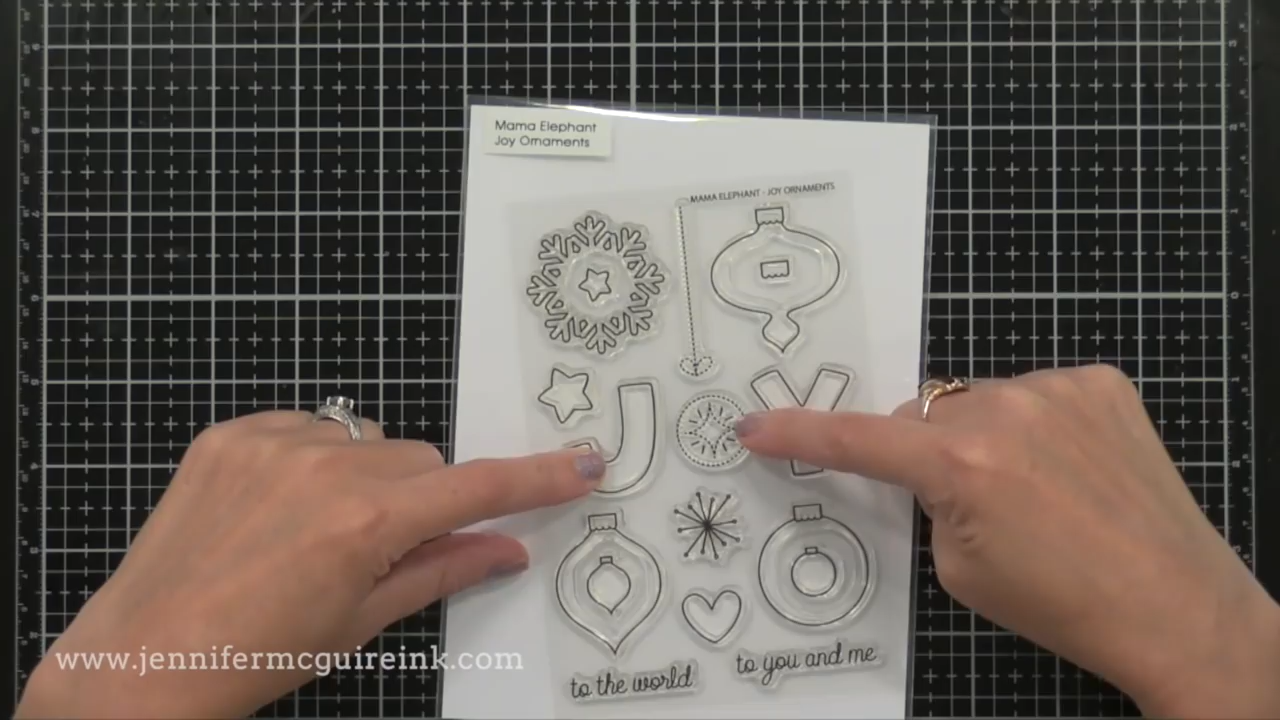 Mama Elephant
Joy Ornaments
MAMA ELEPHANT - JOY ORNAMENTS
J
Y
to the world
to you and me
www.jennifermcguireink.com